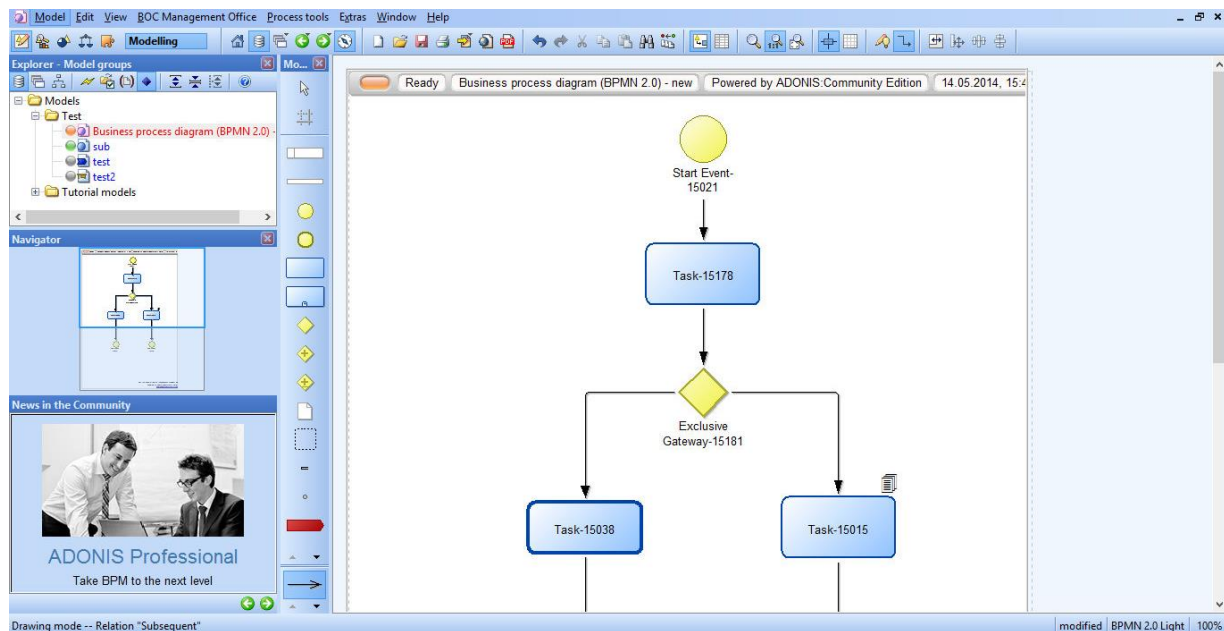 Model Edit View BOC Management Office Process tools Extras Window Help
Modelling
Explorer - Model groups
Mo...
Models
Test
Business process diagram (BPMN 2.0) -
sub
test
test2
Tutorial models
Navigator
News in the Community
ADONIS Professional
Take BPM to the next level
Ready Business process diagram (BPMN 2.0) - new Powered by ADONIS:Community Edition 14.05.2014, 15:4
Start Event-
15021
Task-15178
Exclusive
Gateway-15181
Task-15038
Task-15015
Drawing mode -- Relation "Subsequent"
modified BPMN 2.0 Light 100%